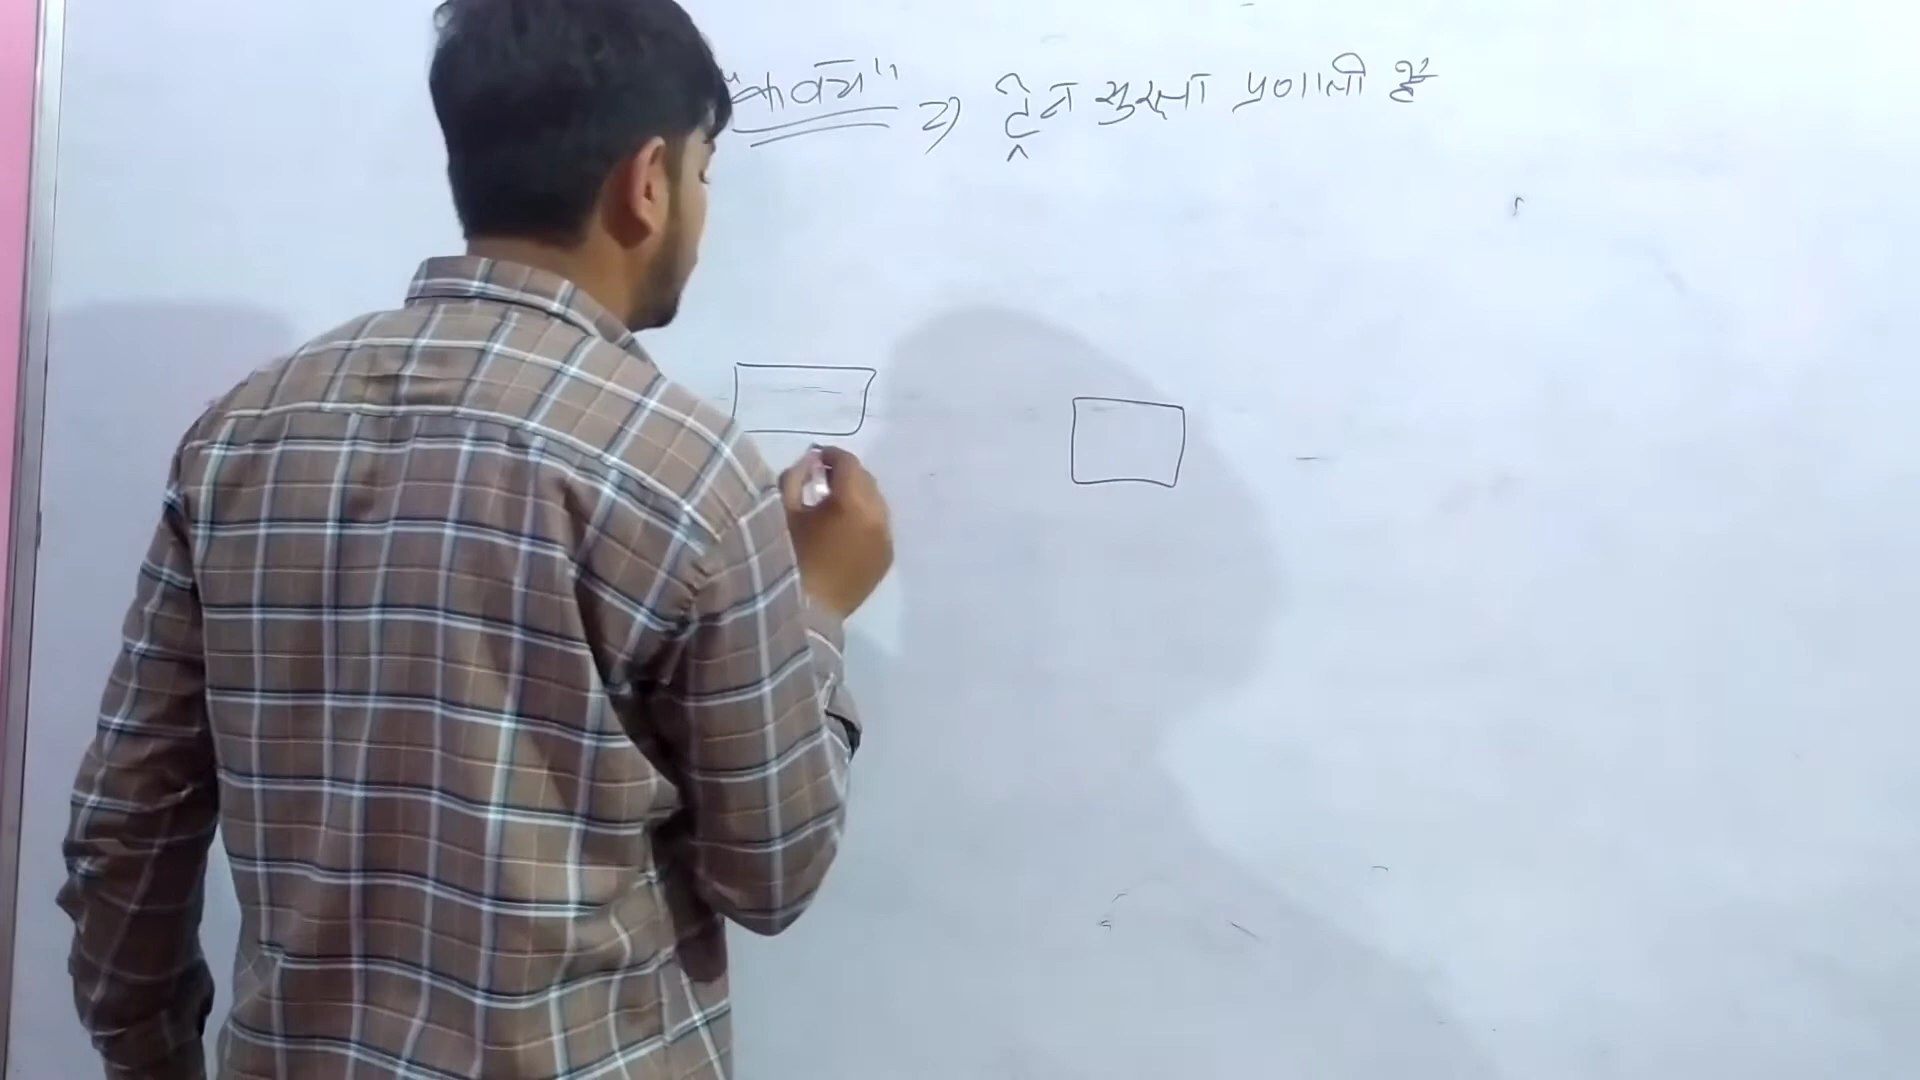 "कवच" => ट्रेन सुरक्षा प्रणाली है